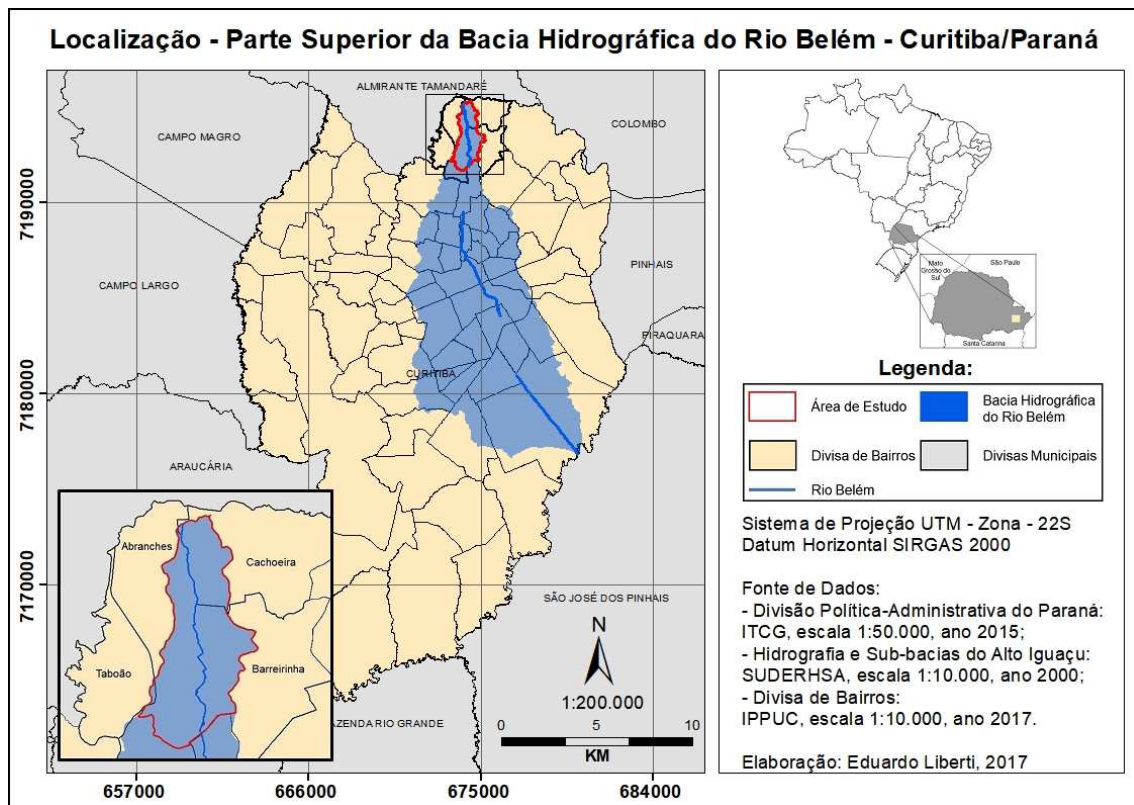 Localização - Parte Superior da Bacia Hidrográfica do Rio Belém - Curitiba/Paraná
ALMIRANTE TAMANDARÉ
CAMPO MAGRO
COLOMBO
7190000
PINHAIS
CAMPO LARGO
PIRAQUARA
CURITIBA
7180000
ARAUCÁRIA
Abranches
Cachoeira
7170000
SÃO JOSÉ DOS PINHAIS
Taboão
Barreirinha
N
1:200.000
AZENDA RIO GRANDE
0 5 10
KM
657000 666000 675000 684000
Mato
Grosso do
Sul
São Paulo
Santa Catarina
Legenda:
Área de Estudo
Bacia Hidrográfica
do Rio Belém
Divisa de Bairros
Divisas Municipais
Rio Belém
Sistema de Projeção UTM - Zona - 22S
Datum Horizontal SIRGAS 2000
Fonte de Dados:
- Divisão Política-Administrativa do Paraná:
ITCG, escala 1:50.000, ano 2015;
- Hidrografia e Sub-bacias do Alto Iguaçu:
SUDERHSA, escala 1:10.000, ano 2000;
- Divisa de Bairros:
IPPUC, escala 1:10.000, ano 2017.
Elaboração: Eduardo Liberti, 2017